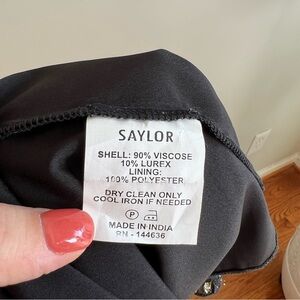 SAYLOR
SHELL: 90% VISCOSE
10% LUREX
LINING:
100% POLYESTER
DRY CLEAN ONLY
COOL IRON IF NEEDED
P
MADE IN INDIA
RN - 144636